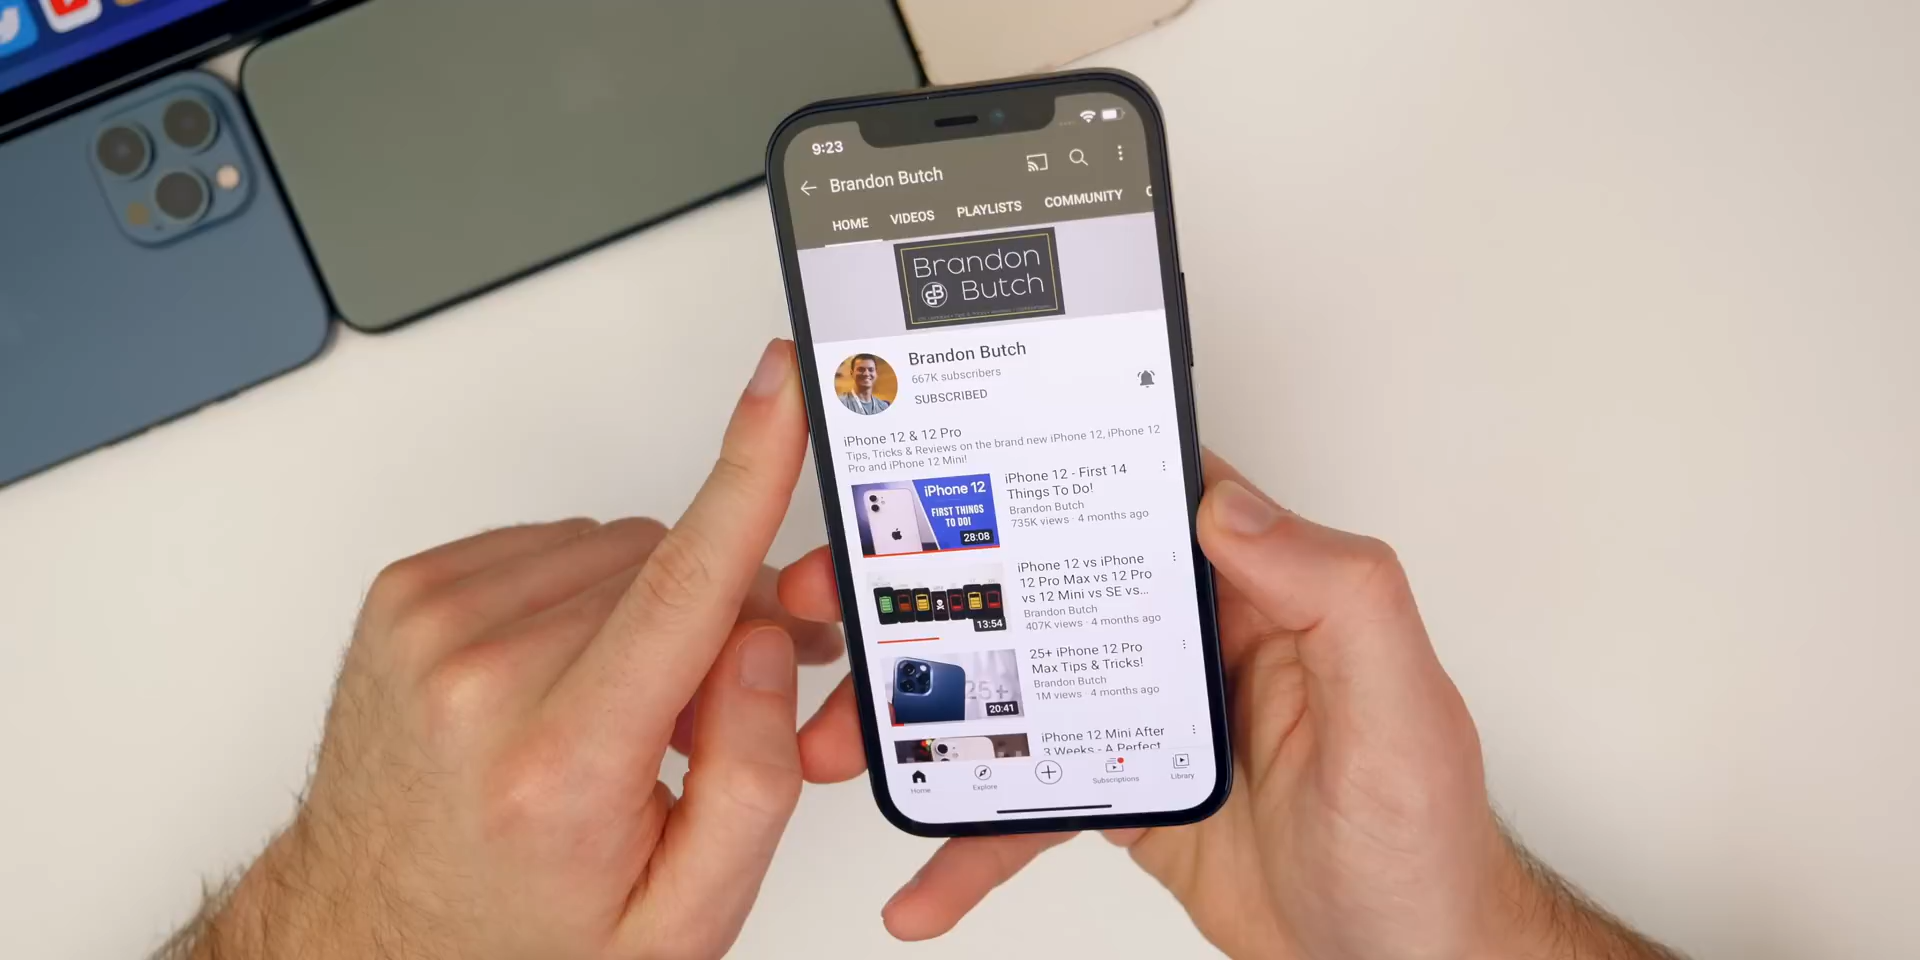 9:23
Brandon Butch
HOME VIDEOS PLAYLISTS COMMUNITY
Brandon
Butch
Brandon Butch
667K subscribers
SUBSCRIBED
iPhone 12 & 12 Pro
Tips, Tricks & Reviews on the brand new iPhone 12, iPhone 12
Pro and iPhone 12 Mini!
iPhone 12
FIRST THINGS
TO DO!
28:08
iPhone 12 - First 14
Things To Do!
Brandon Butch
735K views · 4 months ago
13:54
iPhone 12 vs iPhone
12 Pro Max vs 12 Pro
vs 12 Mini vs SE vs...
Brandon Butch
407K views · 4 months ago
25+
20:41
25+ iPhone 12 Pro
Max Tips & Tricks!
Brandon Butch
1M views · 4 months ago
iPhone 12 Mini After
3 Weeks - A Perfect
Home Explore Subscriptions Library